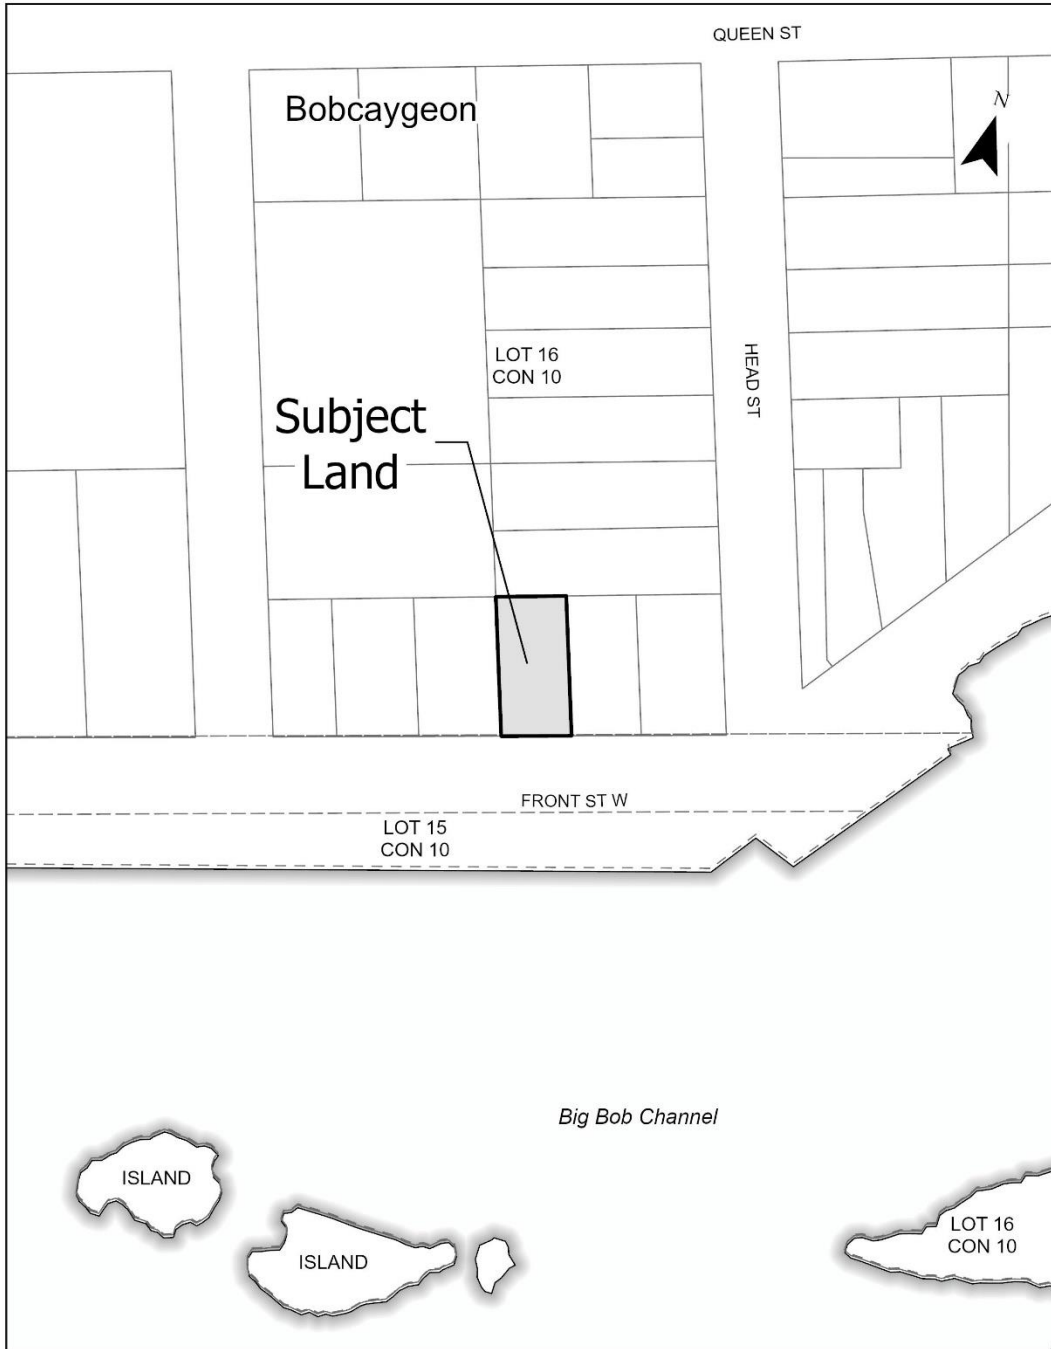 QUEEN ST
Bobcaygeon
N
LOT 16
CON 10
HEAD ST
Subject
Land
FRONT ST W
LOT 15
CON 10
Big Bob Channel
ISLAND
ISLAND
LOT 16
CON 10